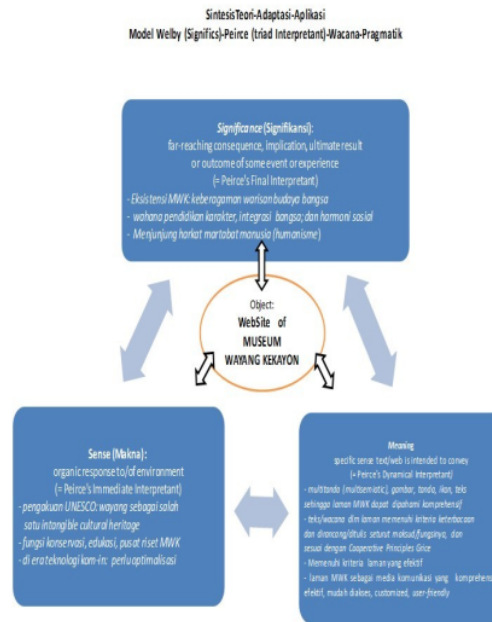 SintesisTeori-Adaptasi-Aplikasi
Model Welby (Significs)-Peirce (triad Interpretant)-Wacana-Pragmatik
Significance (Signifikansi):
far-reaching consequence, implication, ultimate result
or outcome of some event or experience
(= Peirce's Final Interpretant)
- Eksistensi MWK: keberagaman warisan budaya bangsa
- wahana pendidikan karakter, integrasi bangsa; dan harmoni sosial
- Menjunjung harkat martabat manusia (humanisme)
Object:
WebSite of
MUSEUM
WAYANG KEKAYON
Sense (Makna):
organic response to/of environment
(= Peirce's Immediate Interpretant)
- pengakuan UNESCO: wayang sebagai salah
satu intangible cultural heritage
- fungsi konservasi, edukasi, pusat riset MWK
- di era teknologi kom-in: perlu optimalisasi
Meaning
specific sense text/web is intended to convey
(= Peirce's Dynamical Interpretant)
- multitanda (multisemiotic), gambar, tanda, ikon, teks
sehingga laman MWK dapat dipahami komprehensif
- teks/wacana dlm laman memenuhi kriteria keterbacaan
dan dirancang/ditulis seturut maksud/fungsinya, dan
sesuai dengan Cooperative Principles Grice
- Memenuhi kriteria laman yang efektif
- laman MWK sebagai media komunikasi yang komprehens
efektif, mudah diakses, customized, user-friendly